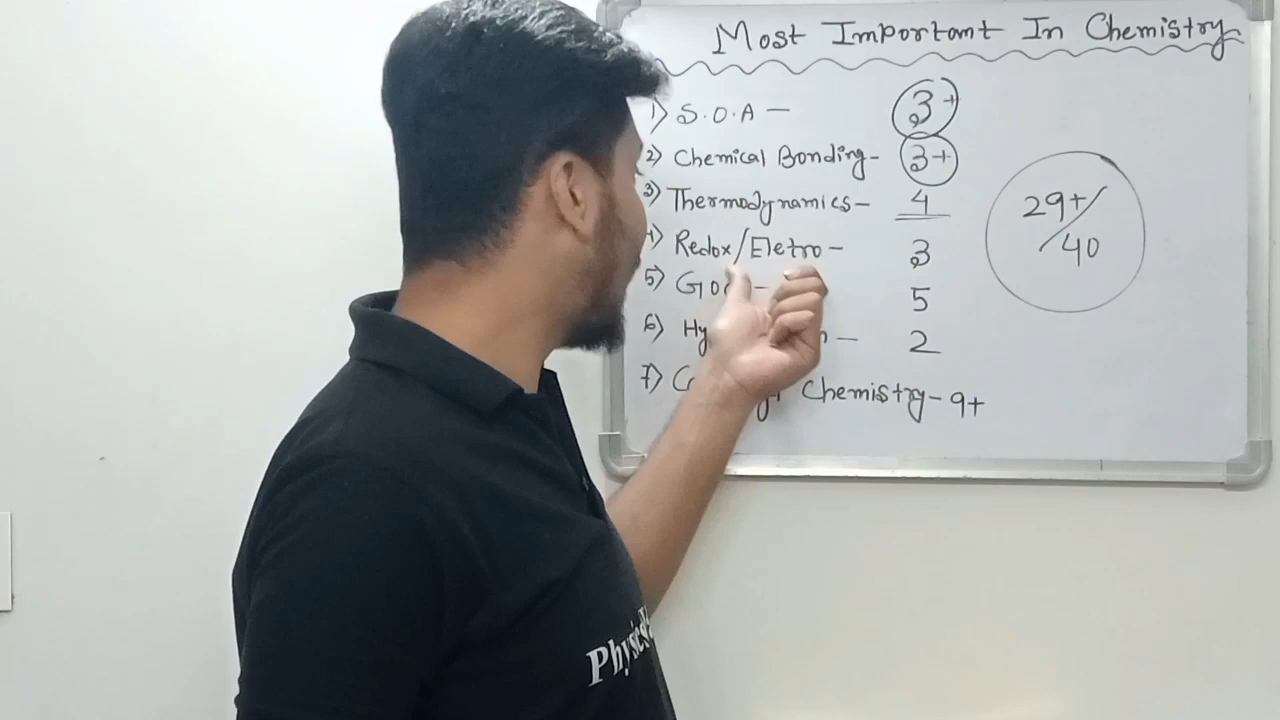 Most Important In Chemistry
1) S.O.A - 3+
2) Chemical Bonding- 3+
3) Thermodynamics- 4
4) Redox/Eletro - 3
5) - 5
6) - 2
7) Chemistry- 9+
29+/40